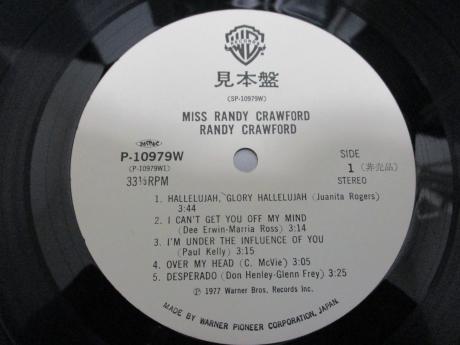 WB
RECORDS
見本盤
(SP-10979W)
MISS RANDY CRAWFORD
RANDY CRAWFORD
P-10979W
(P-10979W1)
33⅓RPM
SIDE
1 (非売品)
STEREO
1. HALLELUJAH, GLORY HALLELUJAH (Juanita Rogers)
3:44
2. I CAN'T GET YOU OFF MY MIND
(Dee Erwin-Marria Ross) 3:14
3. I'M UNDER THE INFLUENCE OF YOU
(Paul Kelly) 3:15
4. OVER MY HEAD (C. McVie) 3:05
5. DESPERADO (Don Henley-Glenn Frey) 3:25
Ⓟ 1977 Warner Bros. Records Inc.
MADE BY WARNER PIONEER CORPORATION, JAPAN.